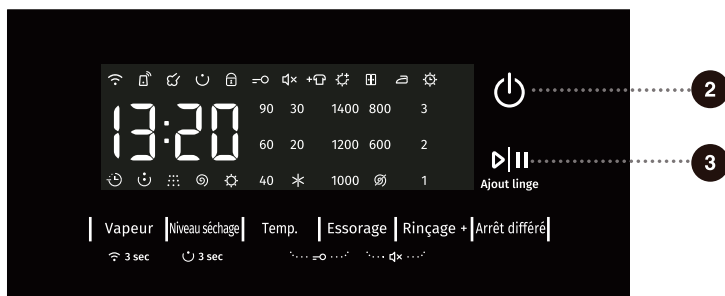 13:20
90 30 1400 800 3
60 20 1200 600 2
40 1000 1
2
3
Ajout linge
Vapeur Niveau séchage Temp. Essorage Rinçage + Arrêt différé
3 sec 3 sec